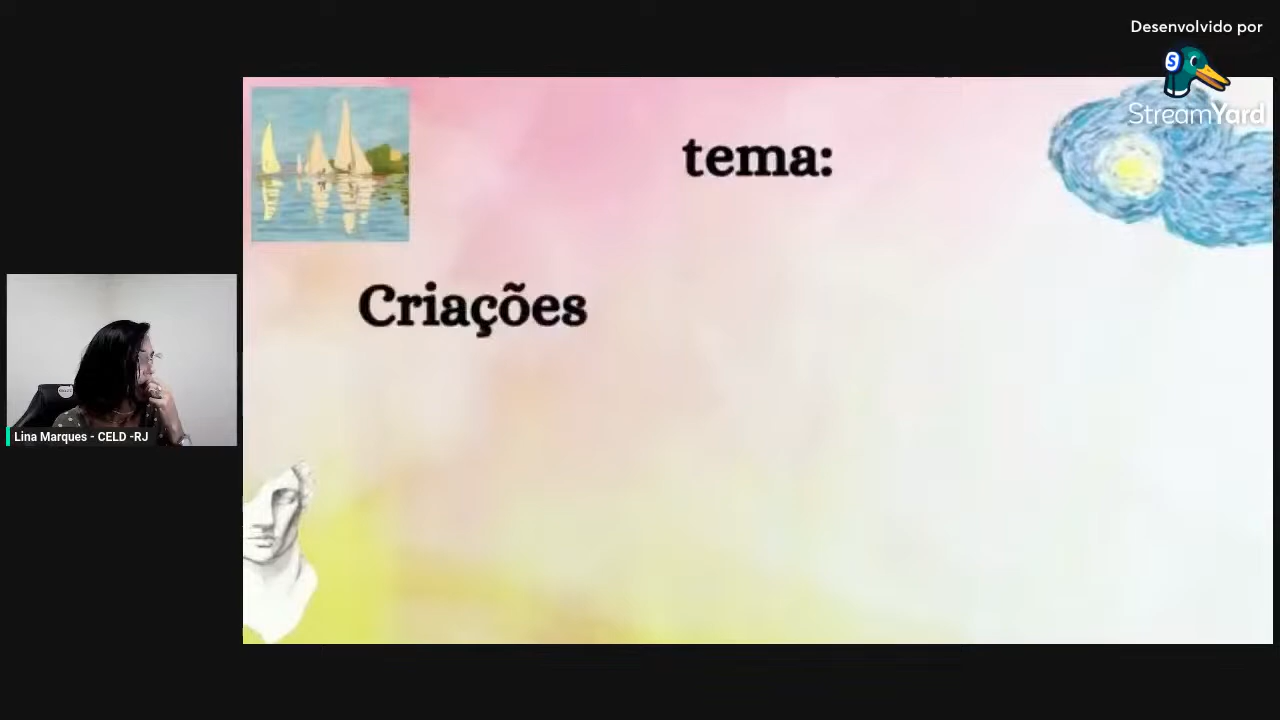 Desenvolvido por
StreamYard
tema:
Criações
Lina Marques - CELD -RJ